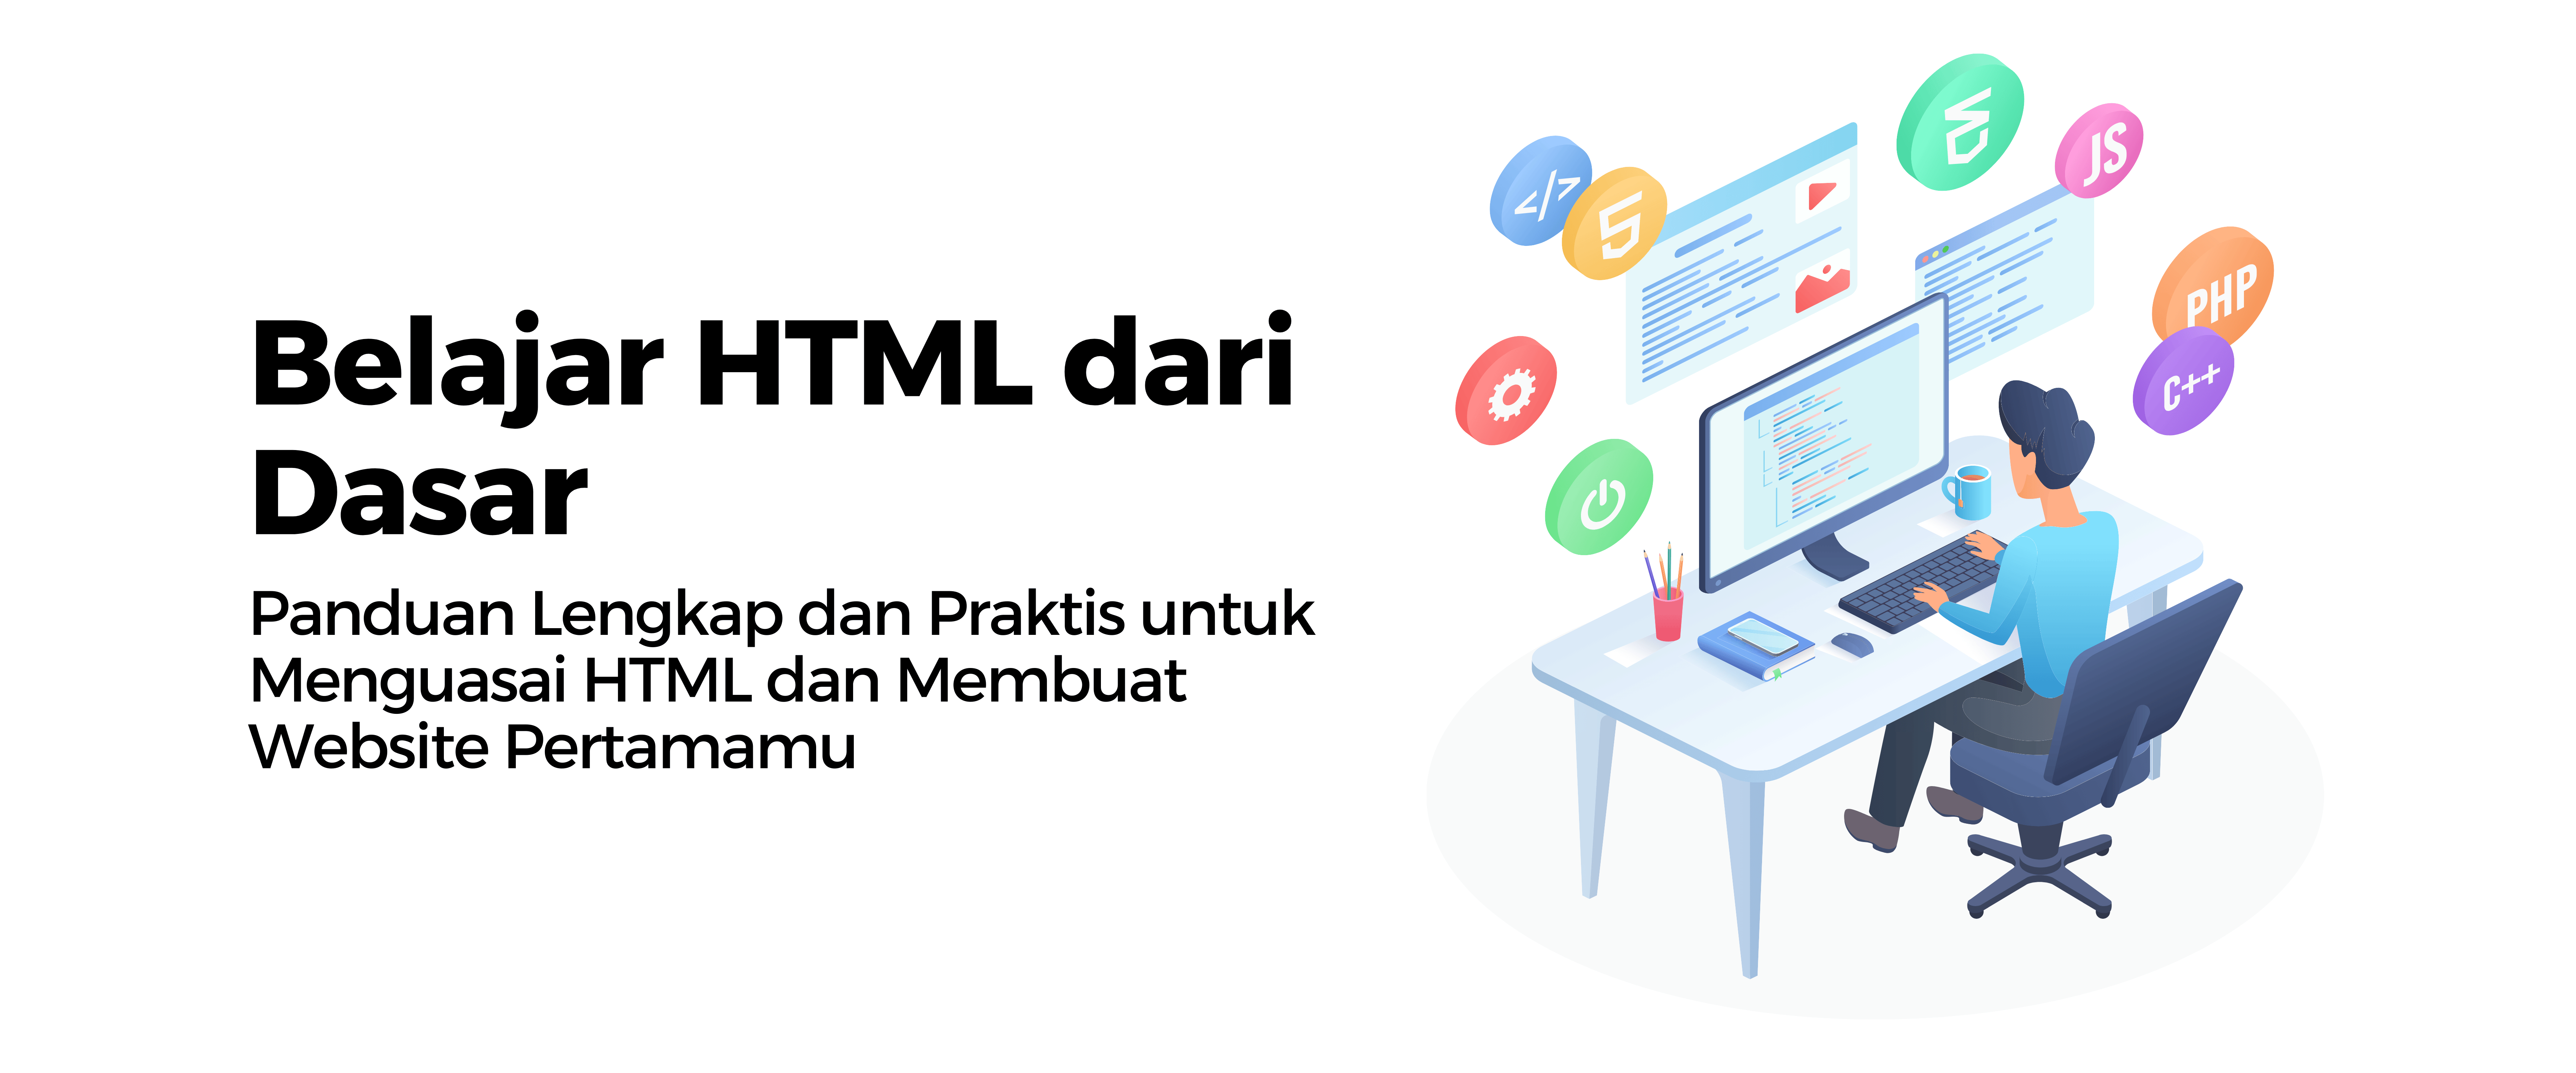 Belajar HTML dari
Dasar
Panduan Lengkap dan Praktis untuk
Menguasai HTML dan Membuat
Website Pertamamu
</>
5
JS
PHP
C++